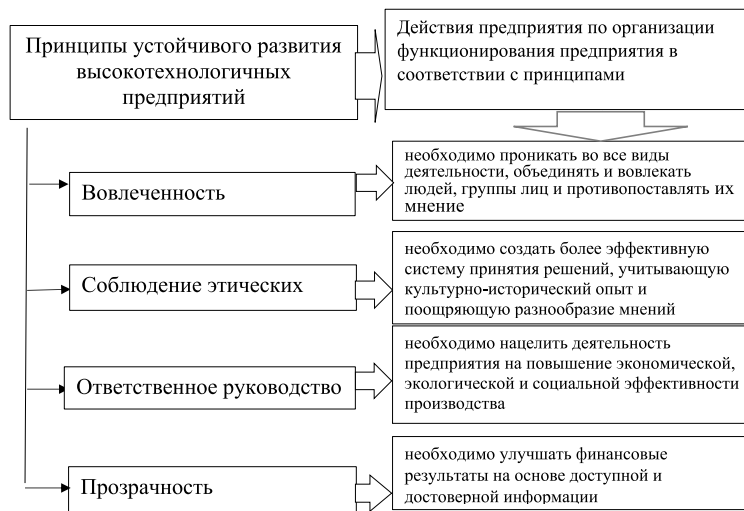 Принципы устойчивого развития
высокотехнологичных
предприятий
Действия предприятия по организации
функционирования предприятия в
соответствии с принципами
Вовлеченность
необходимо проникать во все виды
деятельности, объединять и вовлекать
людей, группы лиц и противопоставлять их
мнение
Соблюдение этических
необходимо создать более эффективную
систему принятия решений, учитывающую
культурно-исторический опыт и
поощряющую разнообразие мнений
Ответственное руководство
необходимо нацелить деятельность
предприятия на повышение экономической,
экологической и социальной эффективности
производства
Прозрачность
необходимо улучшать финансовые
результаты на основе доступной и
достоверной информации